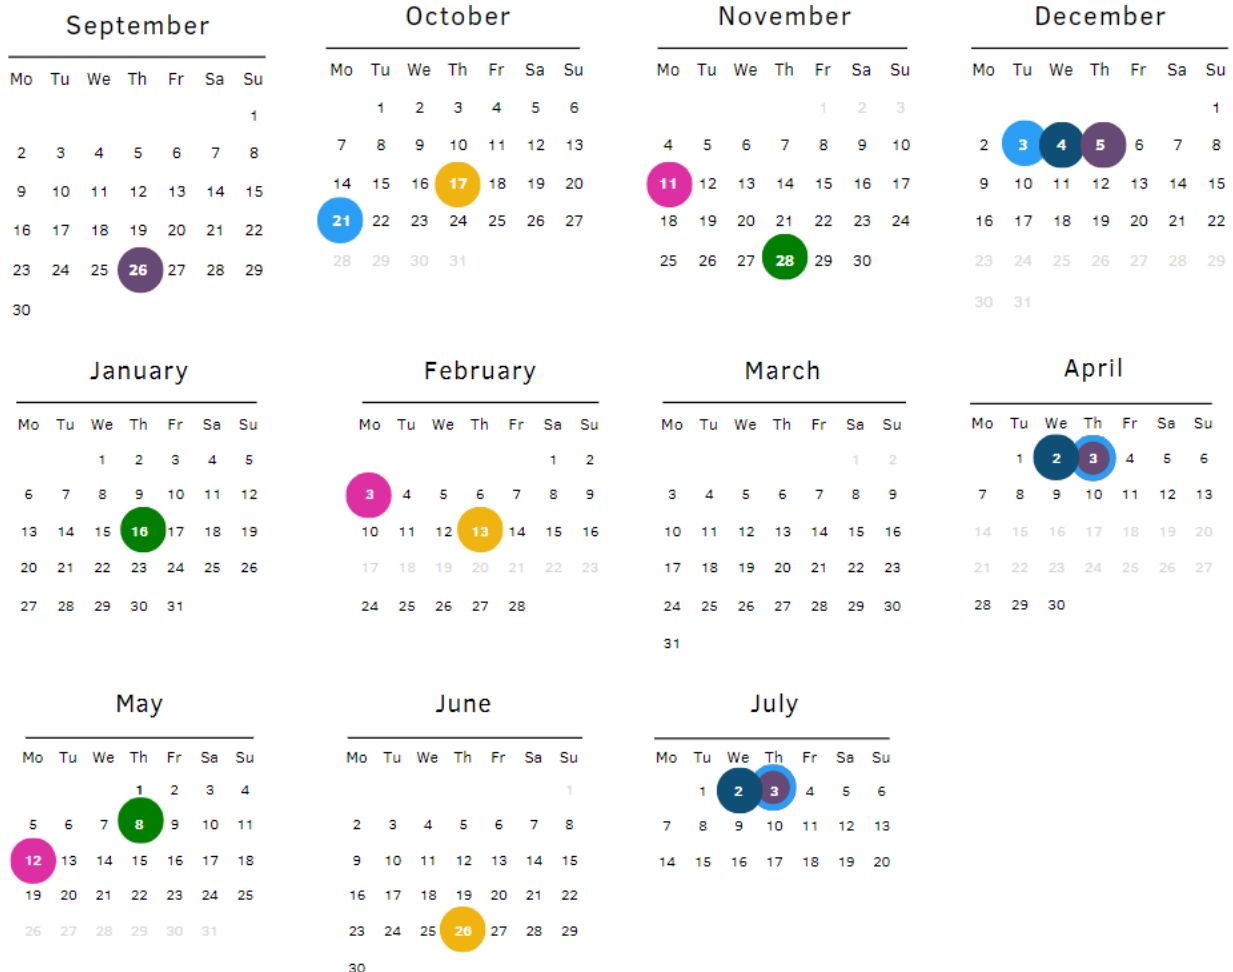 September
Mo Tu We Th Fr Sa Su
1
2 3 4 5 6 7 8
9 10 11 12 13 14 15
16 17 18 19 20 21 22
23 24 25 26 27 28 29
30
October
Mo Tu We Th Fr Sa Su
1 2 3 4 5 6
7 8 9 10 11 12 13
14 15 16 17 18 19 20
21 22 23 24 25 26 27
28 29 30 31
November
Mo Tu We Th Fr Sa Su
1 2 3
4 5 6 7 8 9 10
11 12 13 14 15 16 17
18 19 20 21 22 23 24
25 26 27 28 29 30
December
Mo Tu We Th Fr Sa Su
1
2 3 4 5 6 7 8
9 10 11 12 13 14 15
16 17 18 19 20 21 22
23 24 25 26 27 28 29
30 31
January
Mo Tu We Th Fr Sa Su
1 2 3 4 5
6 7 8 9 10 11 12
13 14 15 16 17 18 19
20 21 22 23 24 25 26
27 28 29 30 31
February
Mo Tu We Th Fr Sa Su
1 2
3 4 5 6 7 8 9
10 11 12 13 14 15 16
17 18 19 20 21 22 23
24 25 26 27 28
March
Mo Tu We Th Fr Sa Su
1 2
3 4 5 6 7 8 9
10 11 12 13 14 15 16
17 18 19 20 21 22 23
24 25 26 27 28 29 30
31
April
Mo Tu We Th Fr Sa Su
1 2 3 4 5 6
7 8 9 10 11 12 13
14 15 16 17 18 19 20
21 22 23 24 25 26 27
28 29 30
May
Mo Tu We Th Fr Sa Su
1 2 3 4
5 6 7 8 9 10 11
12 13 14 15 16 17 18
19 20 21 22 23 24 25
26 27 28 29 30 31
June
Mo Tu We Th Fr Sa Su
1
2 3 4 5 6 7 8
9 10 11 12 13 14 15
16 17 18 19 20 21 22
23 24 25 26 27 28 29
30
July
Mo Tu We Th Fr Sa Su
1 2 3 4 5 6
7 8 9 10 11 12 13
14 15 16 17 18 19 20